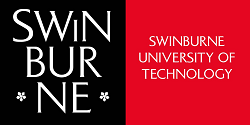 SWiN
BUR
*NE*
SWINBURNE
UNIVERSITY OF
TECHNOLOGY